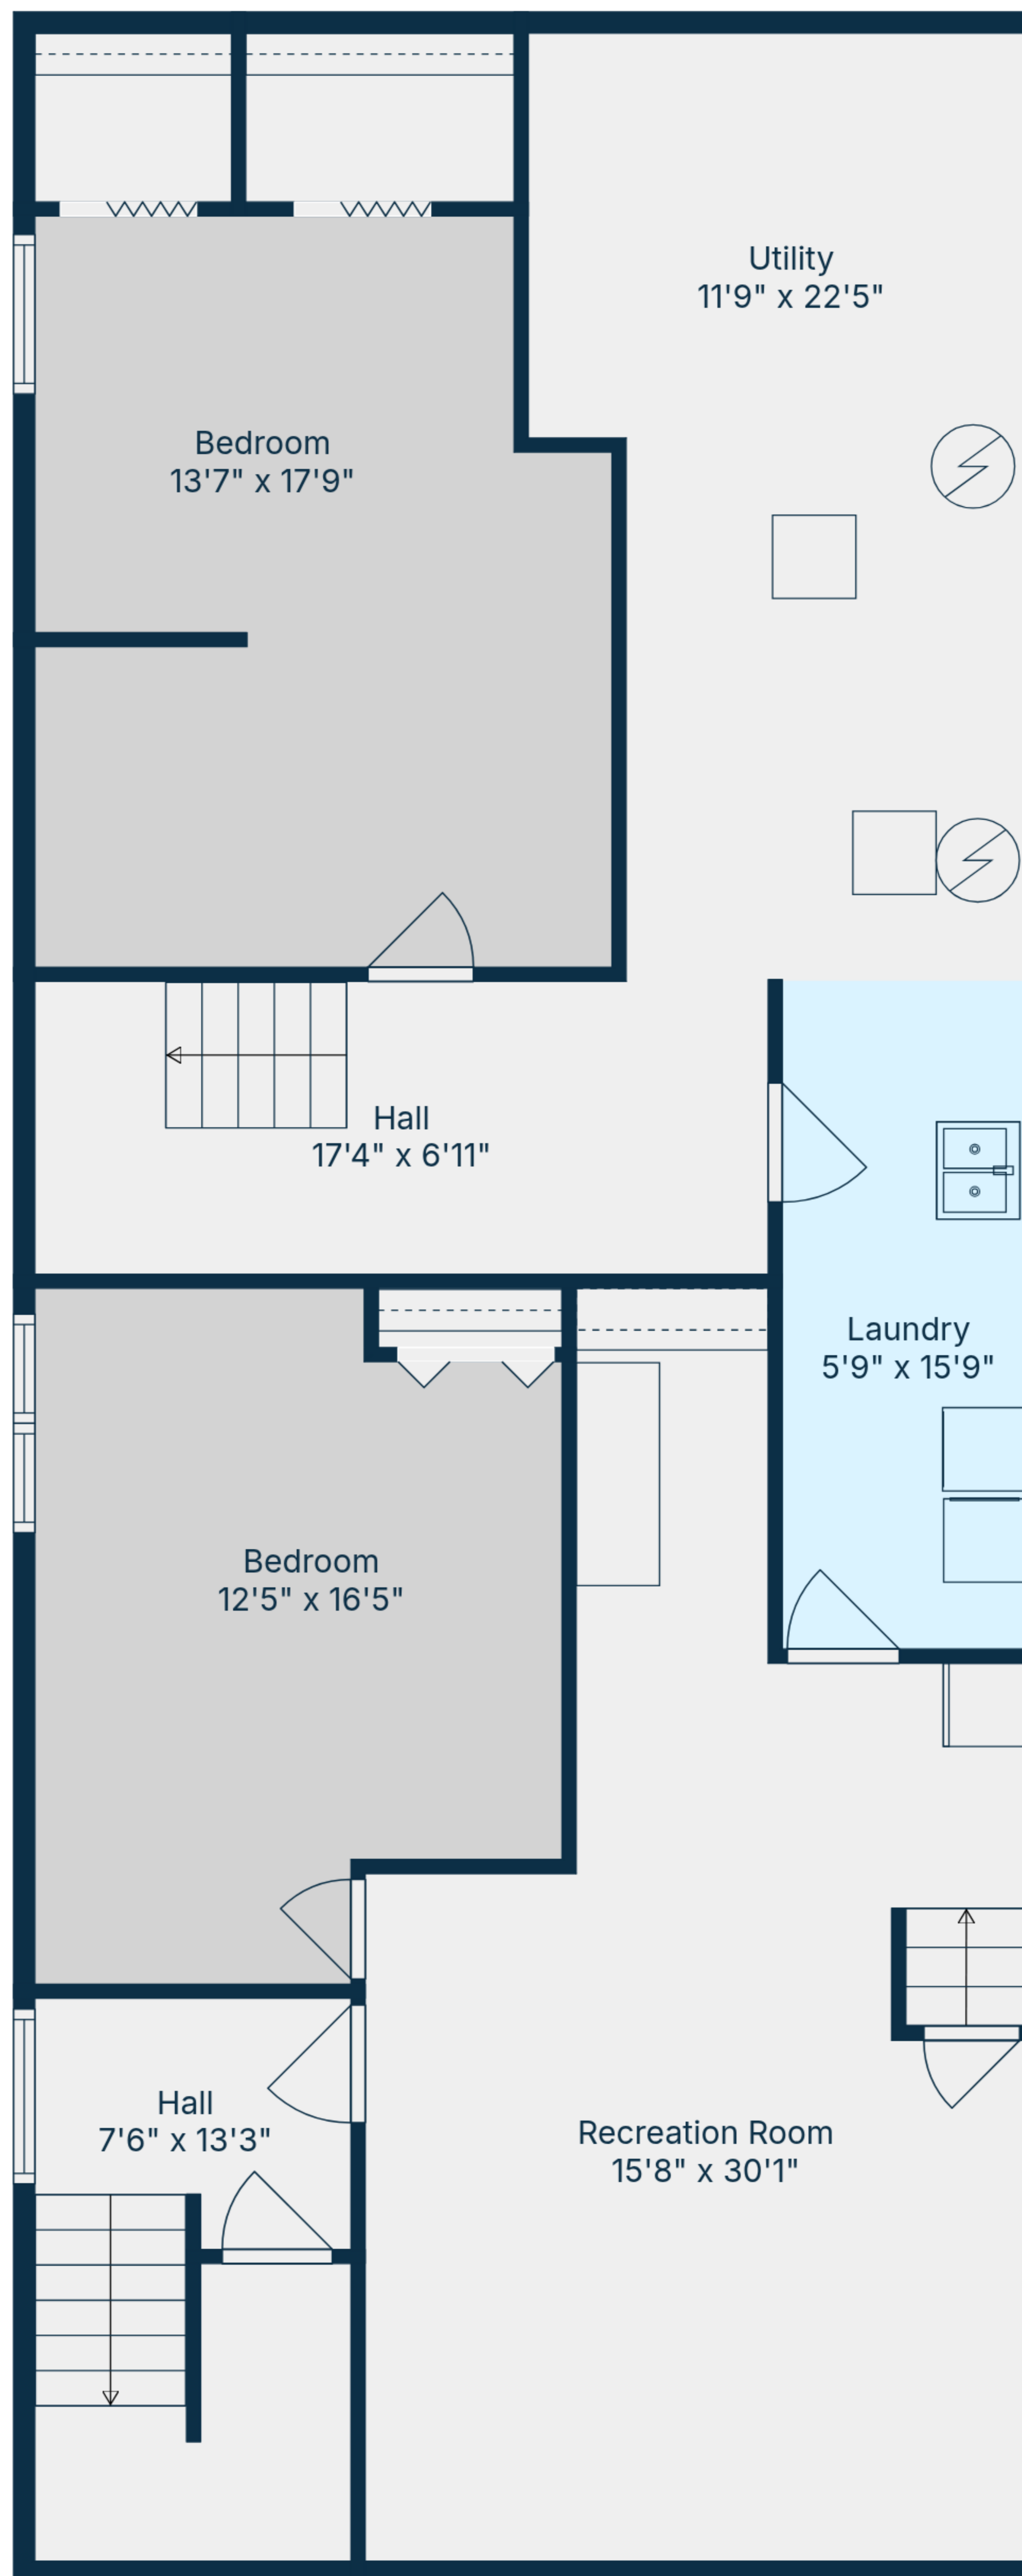 Utility
11'9" x 22'5"
Bedroom
13'7" x 17'9"
Hall
17'4" x 6'11"
Laundry
5'9" x 15'9"
Bedroom
12'5" x 16'5"
Hall
7'6" x 13'3"
Recreation Room
15'8" x 30'1"